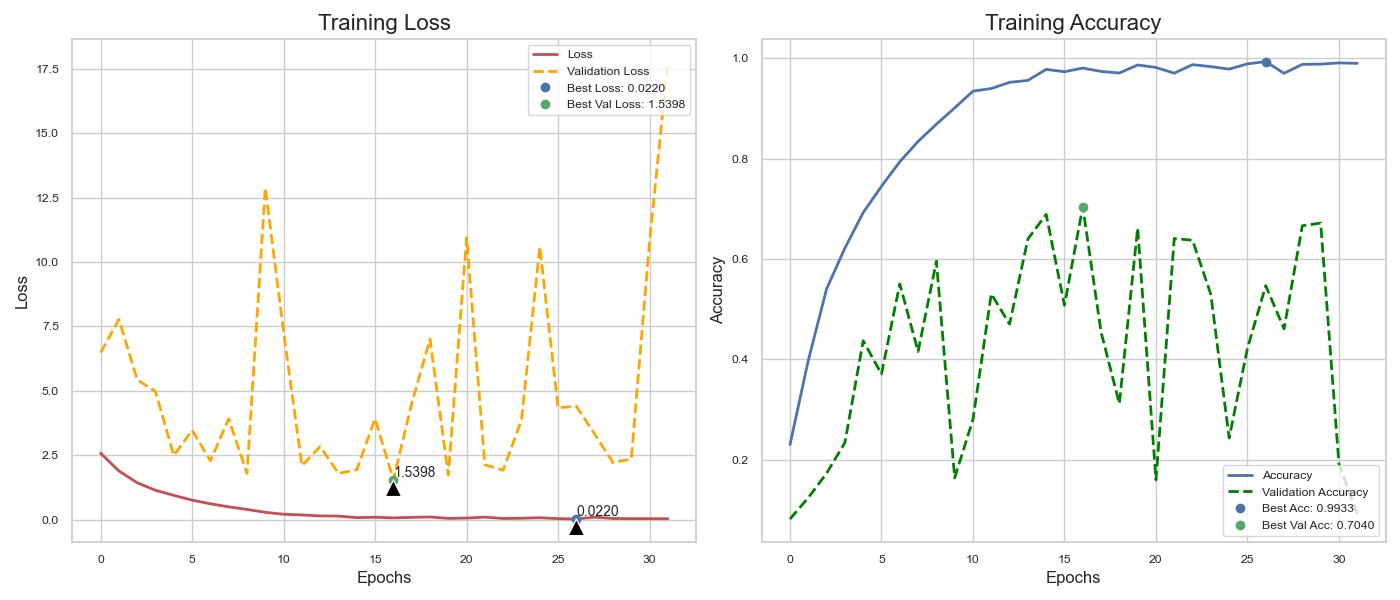 Training Loss
Loss
Validation Loss
Best Loss: 0.0220
Best Val Loss: 1.5398
17.5
15.0
12.5
10.0
7.5
5.0
2.5
0.0
Loss
1.5398
0.0220
0
5
10
15
20
25
30
Epochs
Training Accuracy
1.0
0.8
0.6
0.4
0.2
Accuracy
Accuracy
Validation Accuracy
Best Acc: 0.9933
Best Val Acc: 0.7040
0
5
10
15
20
25
30
Epochs